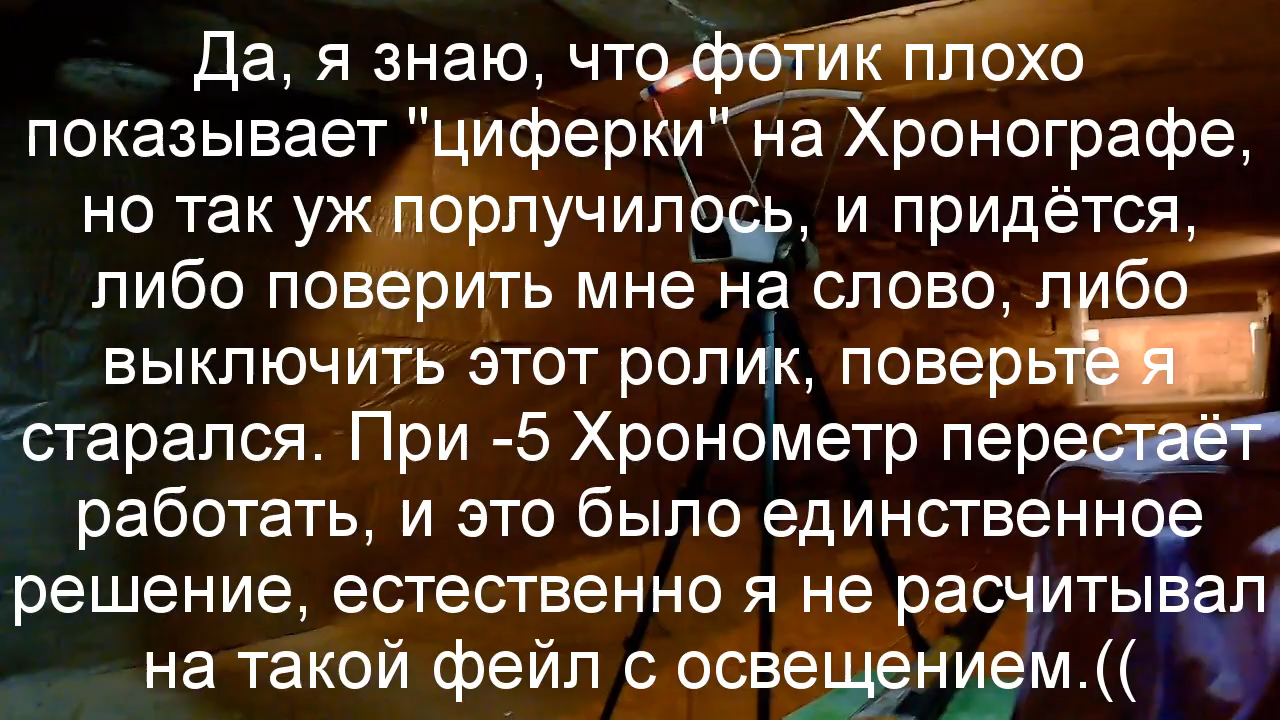 Да, я знаю, что фотик плохо
показывает "циферки" на Хронографе,
но так уж порлучилось, и придётся,
либо поверить мне на слово, либо
выключить этот ролик, поверьте я
старался. При -5 Хронометр перестаёт
работать, и это было единственное
решение, естественно я не расчитывал
на такой фейл с освещением.((